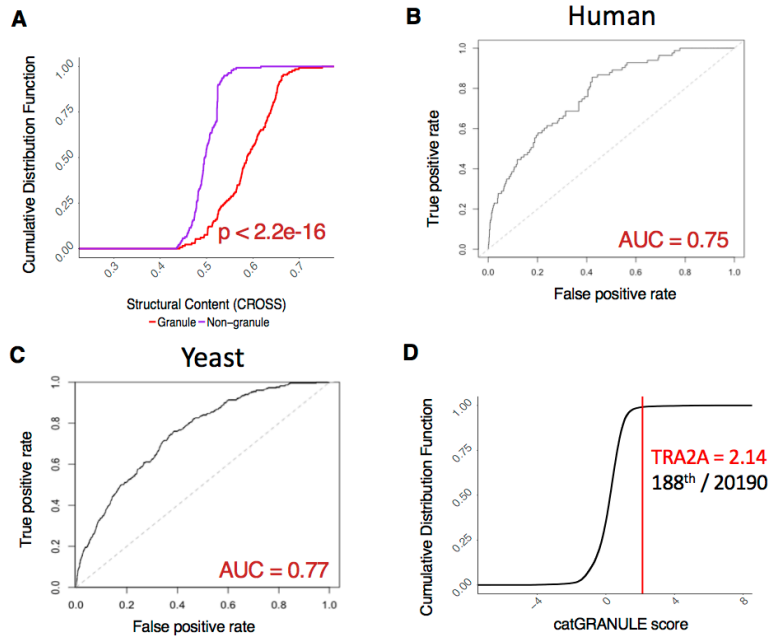 A
Cumulative Distribution Function
1.00
0.75
0.50
0.25
0.00
p < 2.2e-16
0.3
0.4
0.5
0.6
0.7
Structural Content (CROSS)
Granule Non-granule
B
Human
True positive rate
1.0
0.8
0.6
0.4
0.2
0.0
AUC = 0.75
0.0 0.2 0.4 0.6 0.8 1.0
False positive rate
C
Yeast
True positive rate
1.0
0.8
0.6
0.4
0.2
0.0
AUC = 0.77
0.0 0.2 0.4 0.6 0.8 1.0
False positive rate
D
Cumulative Distribution Function
1.00
0.75
0.50
0.25
0.00
TRA2A = 2.14
188th / 20190
-4 0 4 8
catGRANULE score